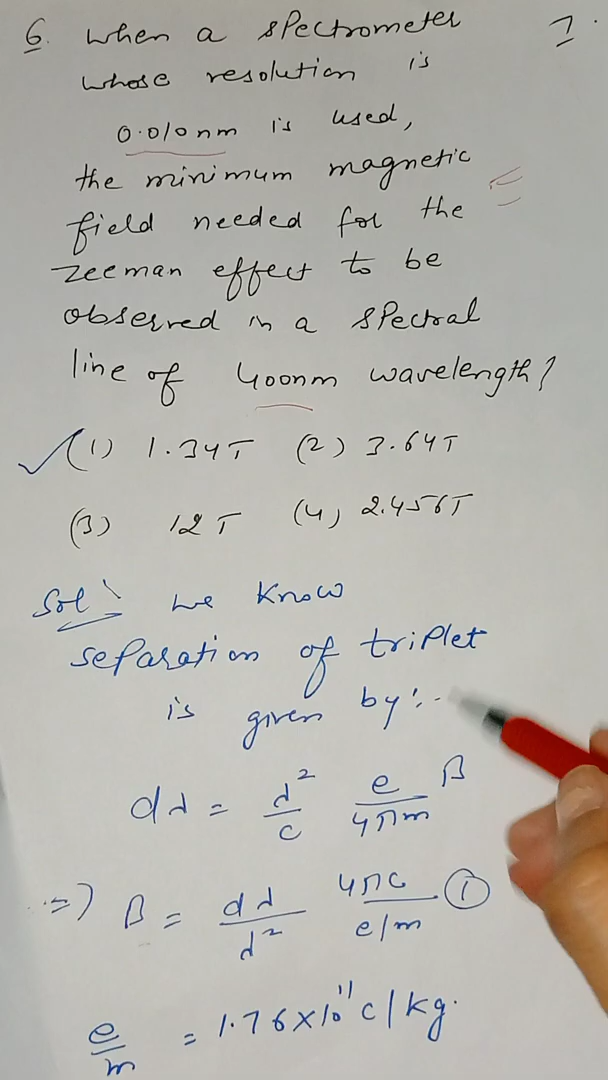 6. When a spectrometer 7.
whose resolution is
0.010nm is used,
the minimum magnetic
field needed for the
zeeman effect to be
observed in a spectral
line of 400nm wavelength?
(1) 1.34T (2) 3.64T
(3) 12T (4) 2.456T
Sol: We know
separation of triplet
is given by:-
dλ = λ²/c e/4πm B
=> B = dλ/λ² 4πc/e/m ①
e/m = 1.76×10¹¹ c/kg.